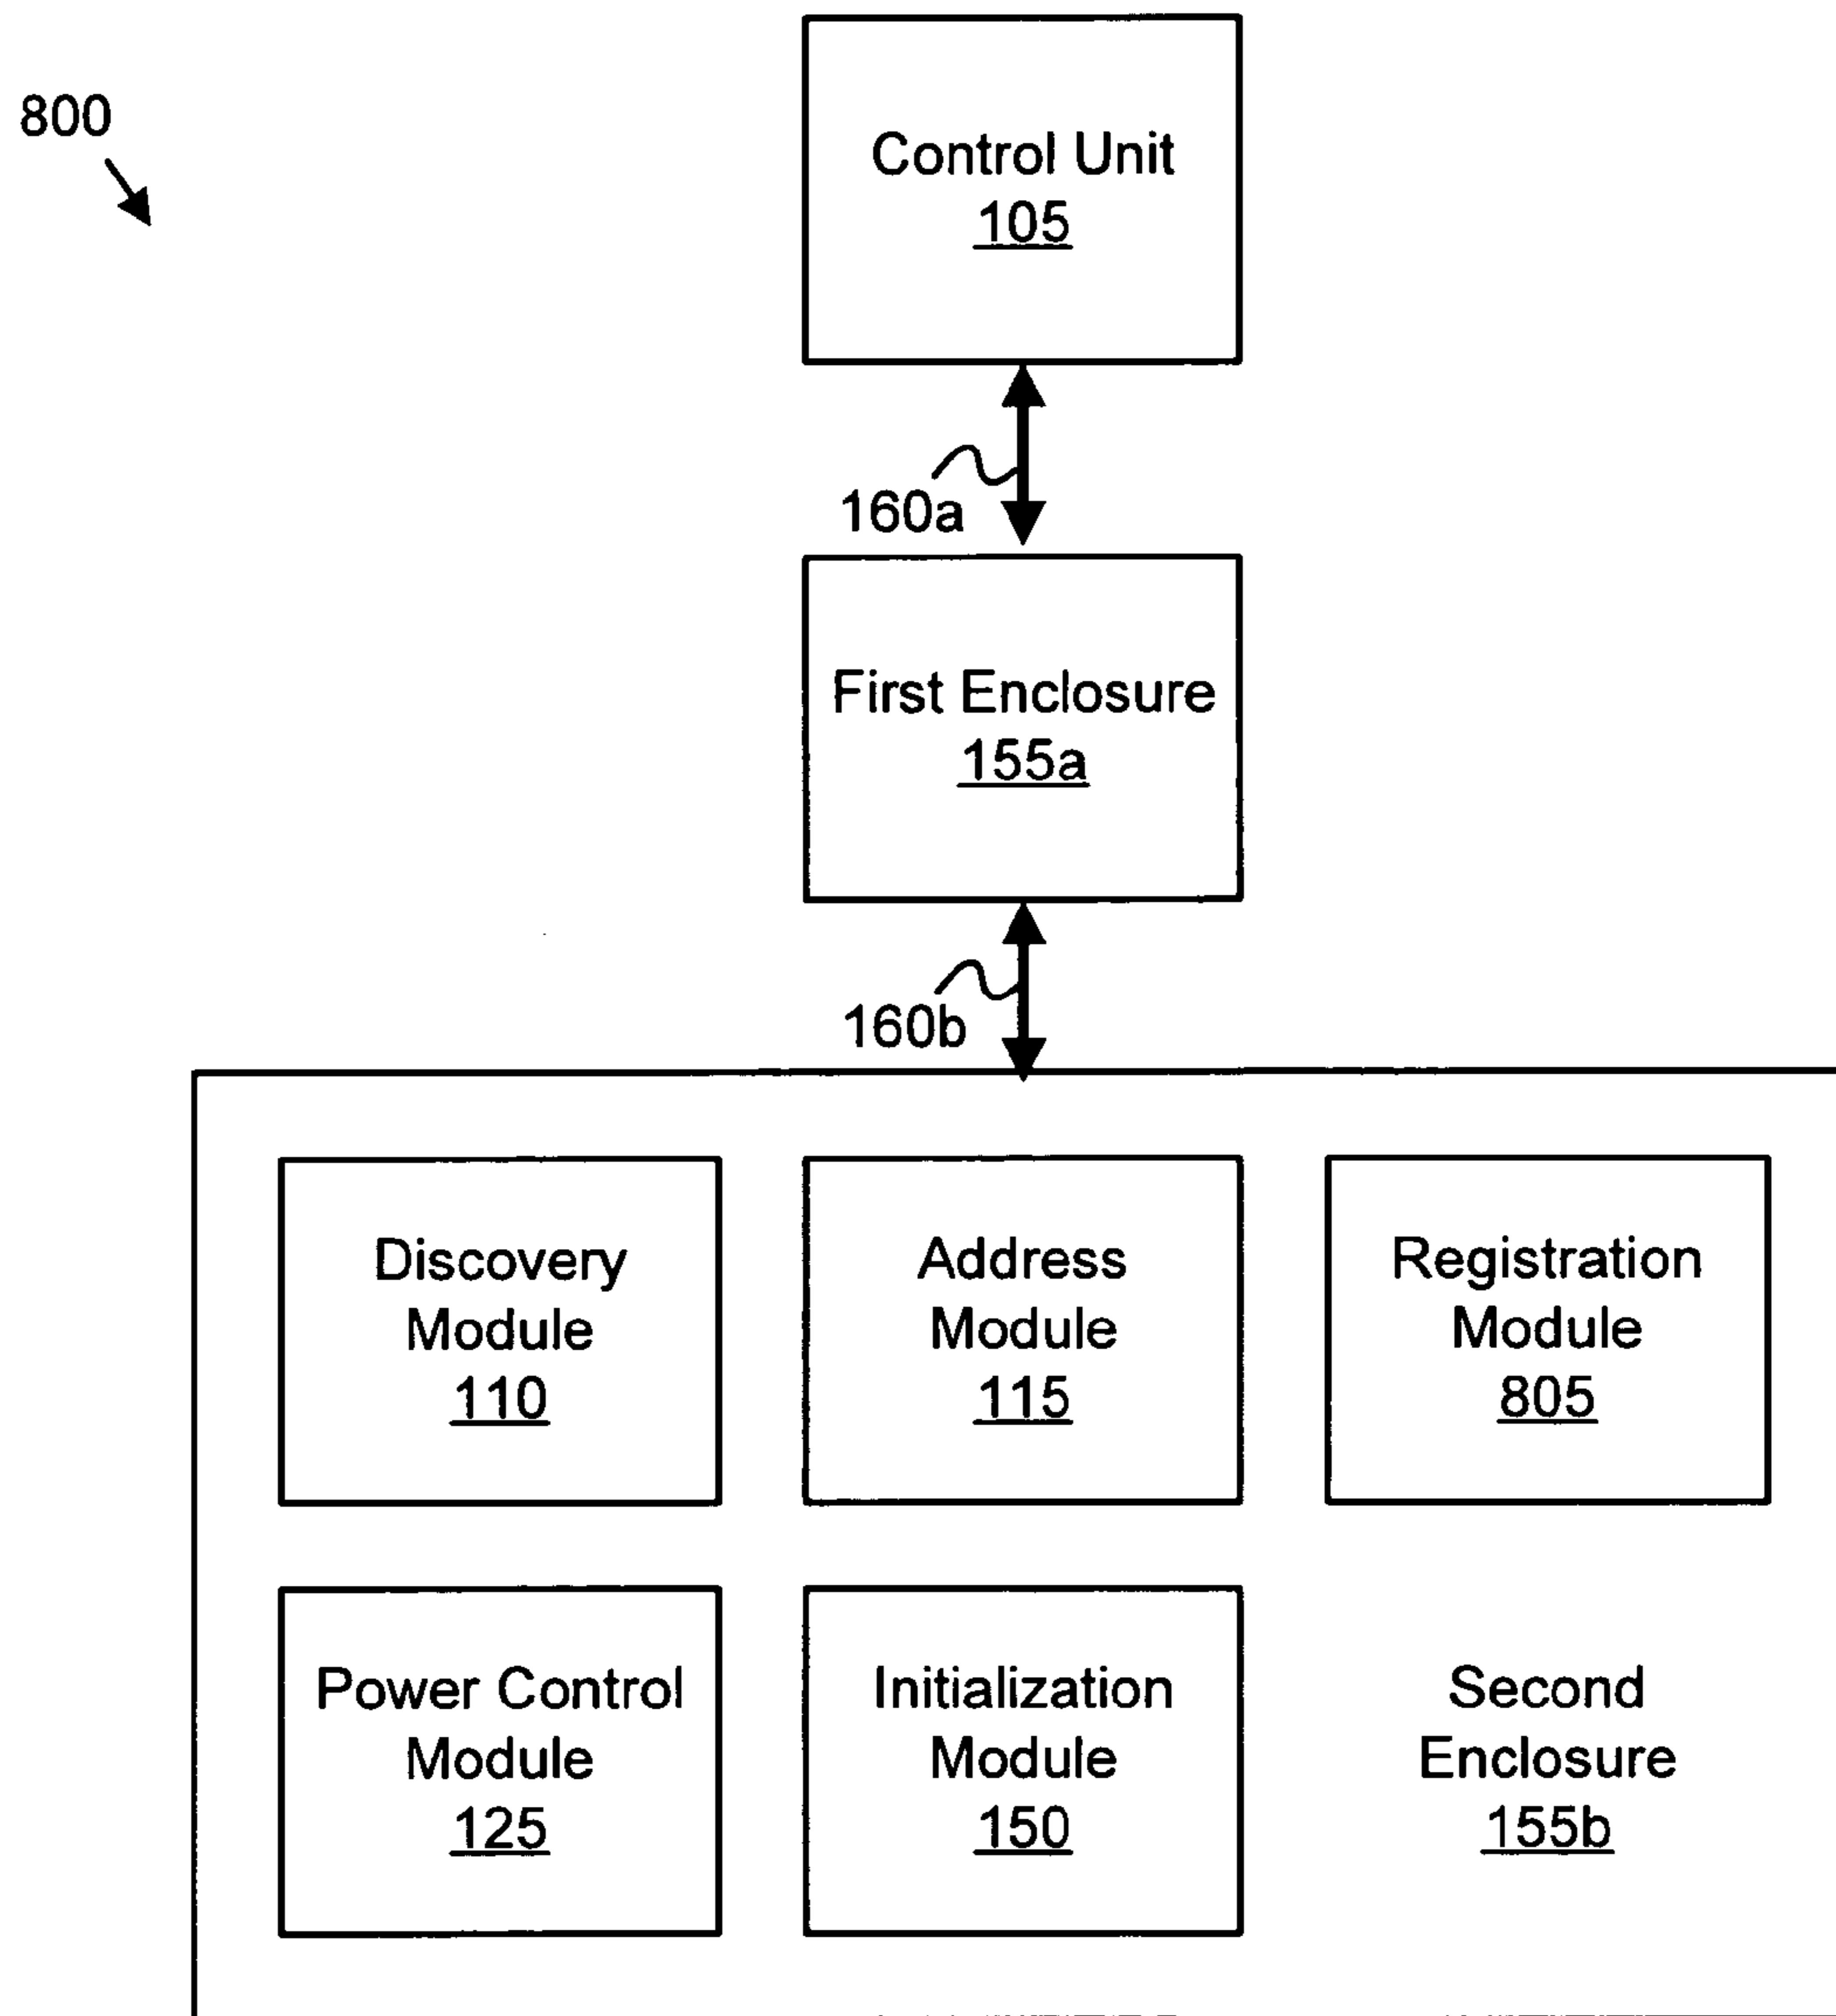 800
Control Unit
105
160a
First Enclosure
155a
160b
Discovery
Module
110
Address
Module
115
Registration
Module
805
Power Control
Module
125
Initialization
Module
150
Second
Enclosure
155b